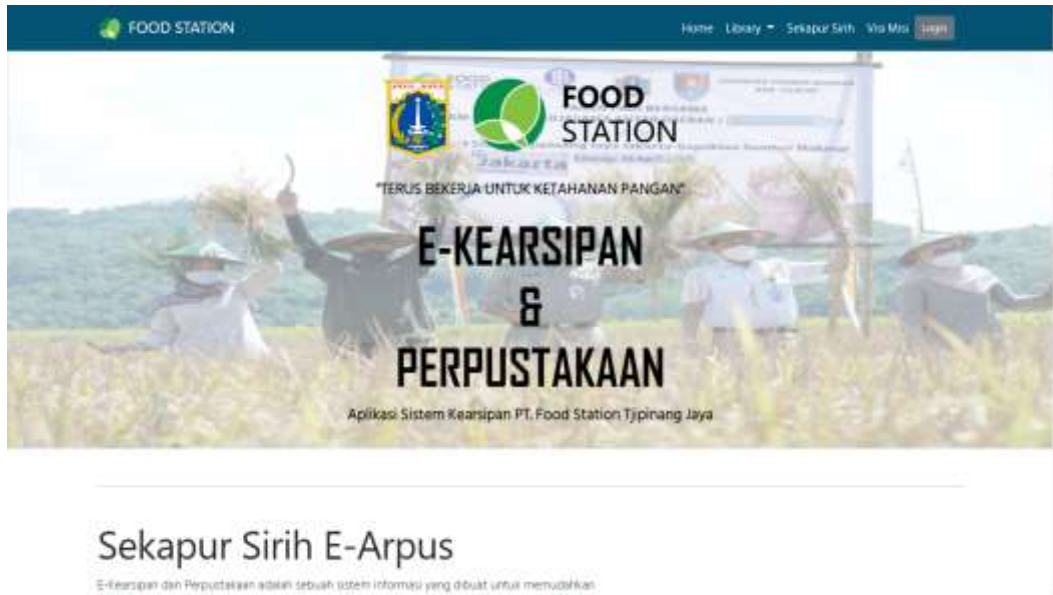 FOOD STATION
Home Library Sekapur Sirih Visi Misi Login
FOOD
STATION
Jakarta
"TERUS BEKERJA UNTUK KETAHANAN PANGAN"
E-KEARSIPAN
&
PERPUSTAKAAN
Aplikasi Sistem Kearsipan PT. Food Station Tjipinang Jaya
Sekapur Sirih E-Arpus
E-Kearsipan dan Perpustakaan adalah sebuah sistem informasi yang dibuat untuk memudahkan